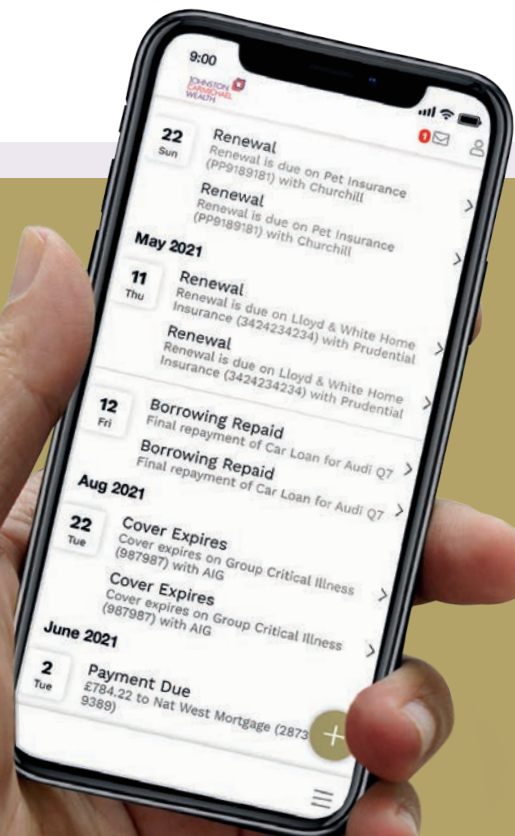 9:00
JOHNSTON
CARMICHAEL
WEALTH
1
22
Sun
Renewal
Renewal is due on Pet Insurance
(PP9189181) with Churchill
Renewal
Renewal is due on Pet Insurance
(PP9189181) with Churchill
May 2021
11
Thu
Renewal
Renewal is due on Lloyd & White Home
Insurance (3424234234) with Prudential
Renewal
Renewal is due on Lloyd & White Home
Insurance (3424234234) with Prudential
12
Fri
Borrowing Repaid
Final repayment of Car Loan for Audi Q7
Borrowing Repaid
Final repayment of Car Loan for Audi Q7
Aug 2021
22
Tue
Cover Expires
Cover expires on Group Critical Illness
(987987) with AIG
Cover Expires
Cover expires on Group Critical Illness
(987987) with AIG
June 2021
2
Tue
Payment Due
£784.22 to Nat West Mortgage (2873
9389)